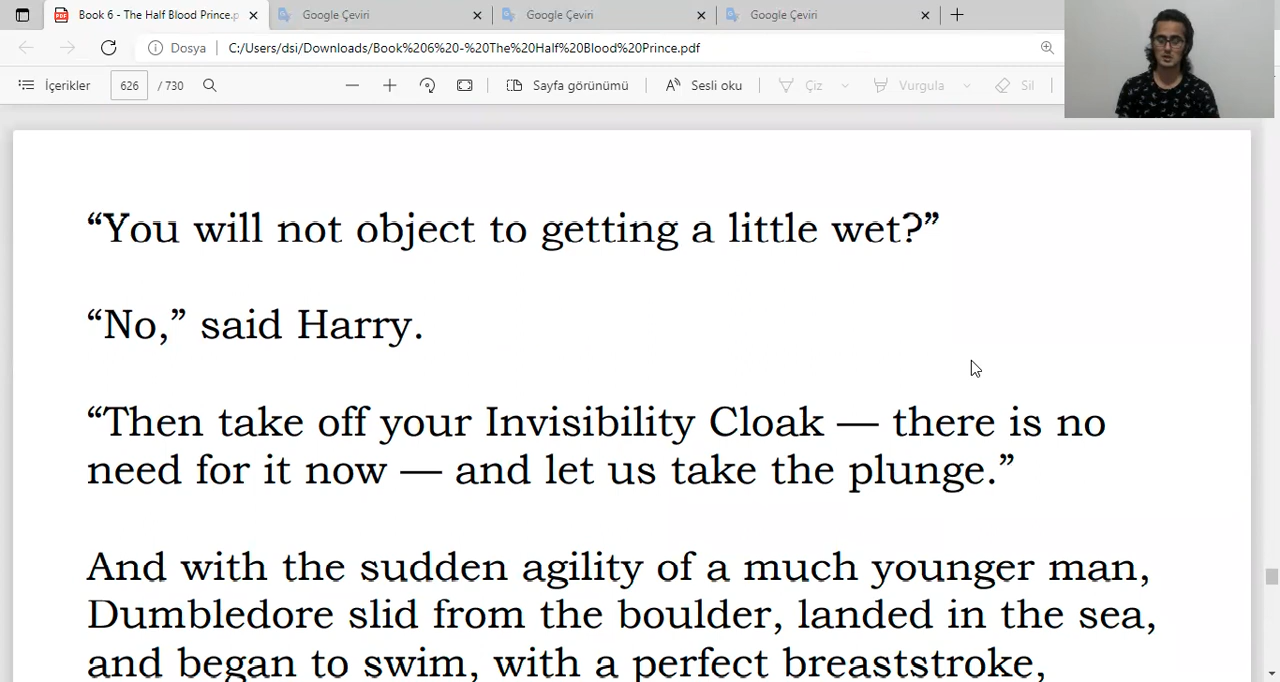 Book 6 - The Half Blood Prince.p
Google Çeviri
Google Çeviri
Google Çeviri
Dosya C:/Users/dsi/Downloads/Book%206%20-%20The%20Half%20Blood%20Prince.pdf
İçerikler 626 / 730 Sayfa görünümü Sesli oku Çiz Vurgula Sil
“You will not object to getting a little wet?”
“No,” said Harry.
“Then take off your Invisibility Cloak — there is no
need for it now — and let us take the plunge.”
And with the sudden agility of a much younger man,
Dumbledore slid from the boulder, landed in the sea,
and began to swim, with a perfect breaststroke,